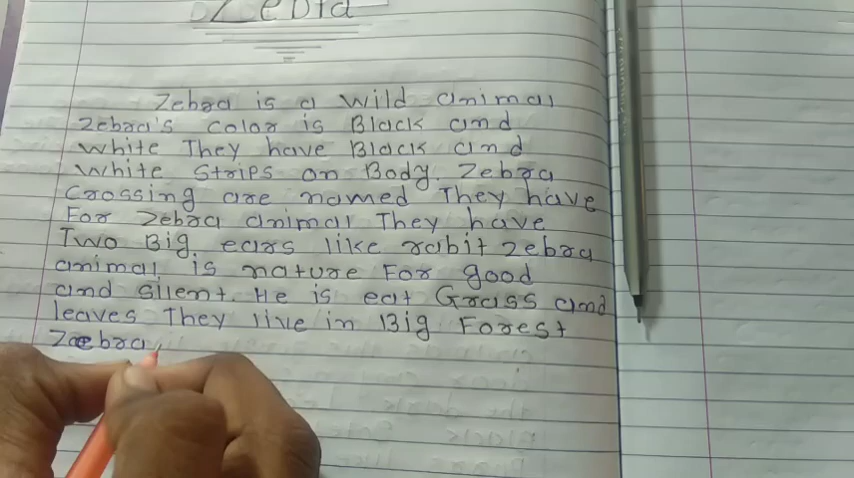 Zebra
Zebra is a wild animal
Zebra's color is Black and
white They have Black and
white strips on Body. Zebra
Crossing are named They have
For Zebra animal They have
Two Big ears like rabit zebra
animal is nature For good
and silent. He is eat Grass and
leaves They live in Big Forest
Zebra